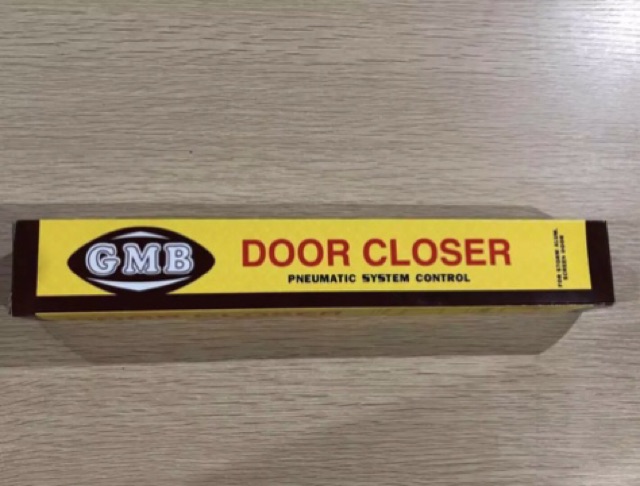 GMB
DOOR CLOSER
PNEUMATIC SYSTEM CONTROL
FOR STORM ALUM.
SCREEN DOOR